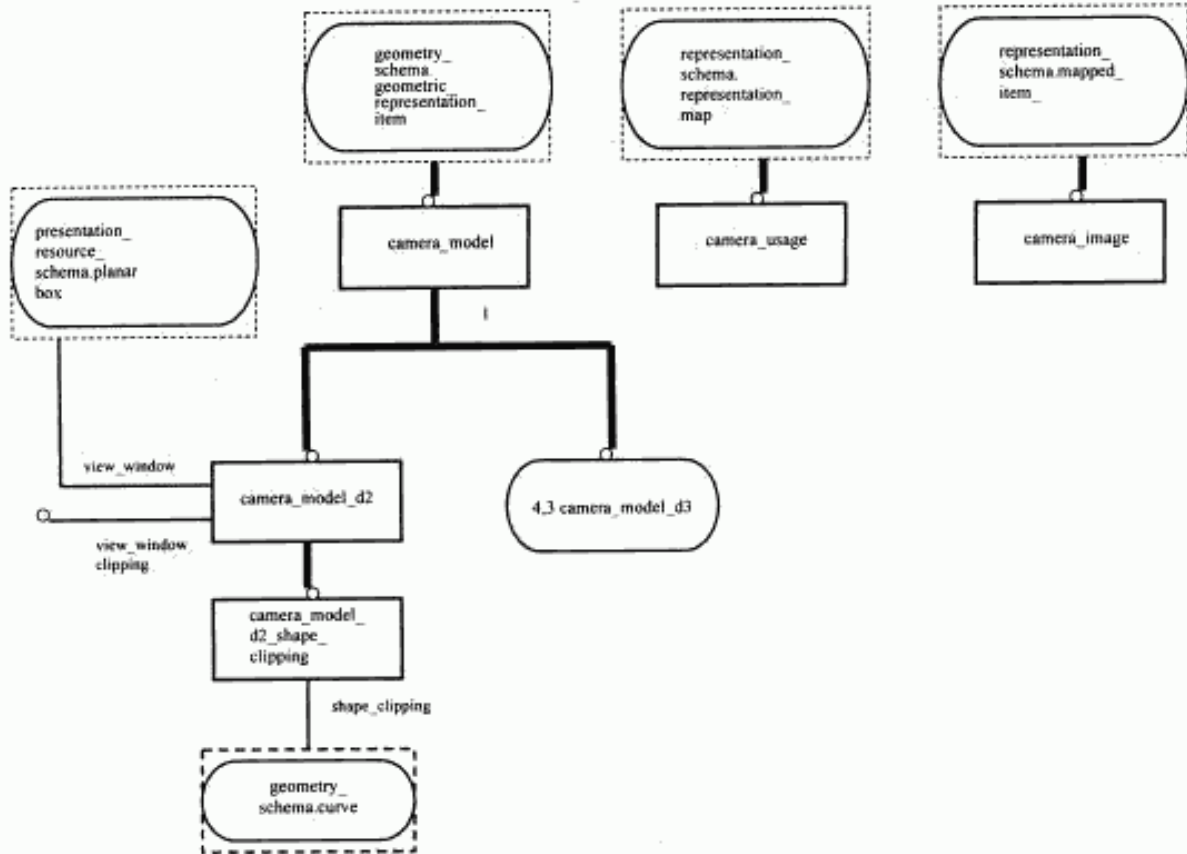 geometry_
schema.
geometric_
representation_
item
representation_
schema.
representation_
map
representation_
schema.mapped_
item_
camera_model
camera_usage
camera_image
presentation_
resource_
schema.planar
box
1
view_window
camera_model_d2
4,3 camera_model_d3
view_window
clipping
camera_model_
d2_shape_
clipping
shape_clipping
geometry_
schema.curve